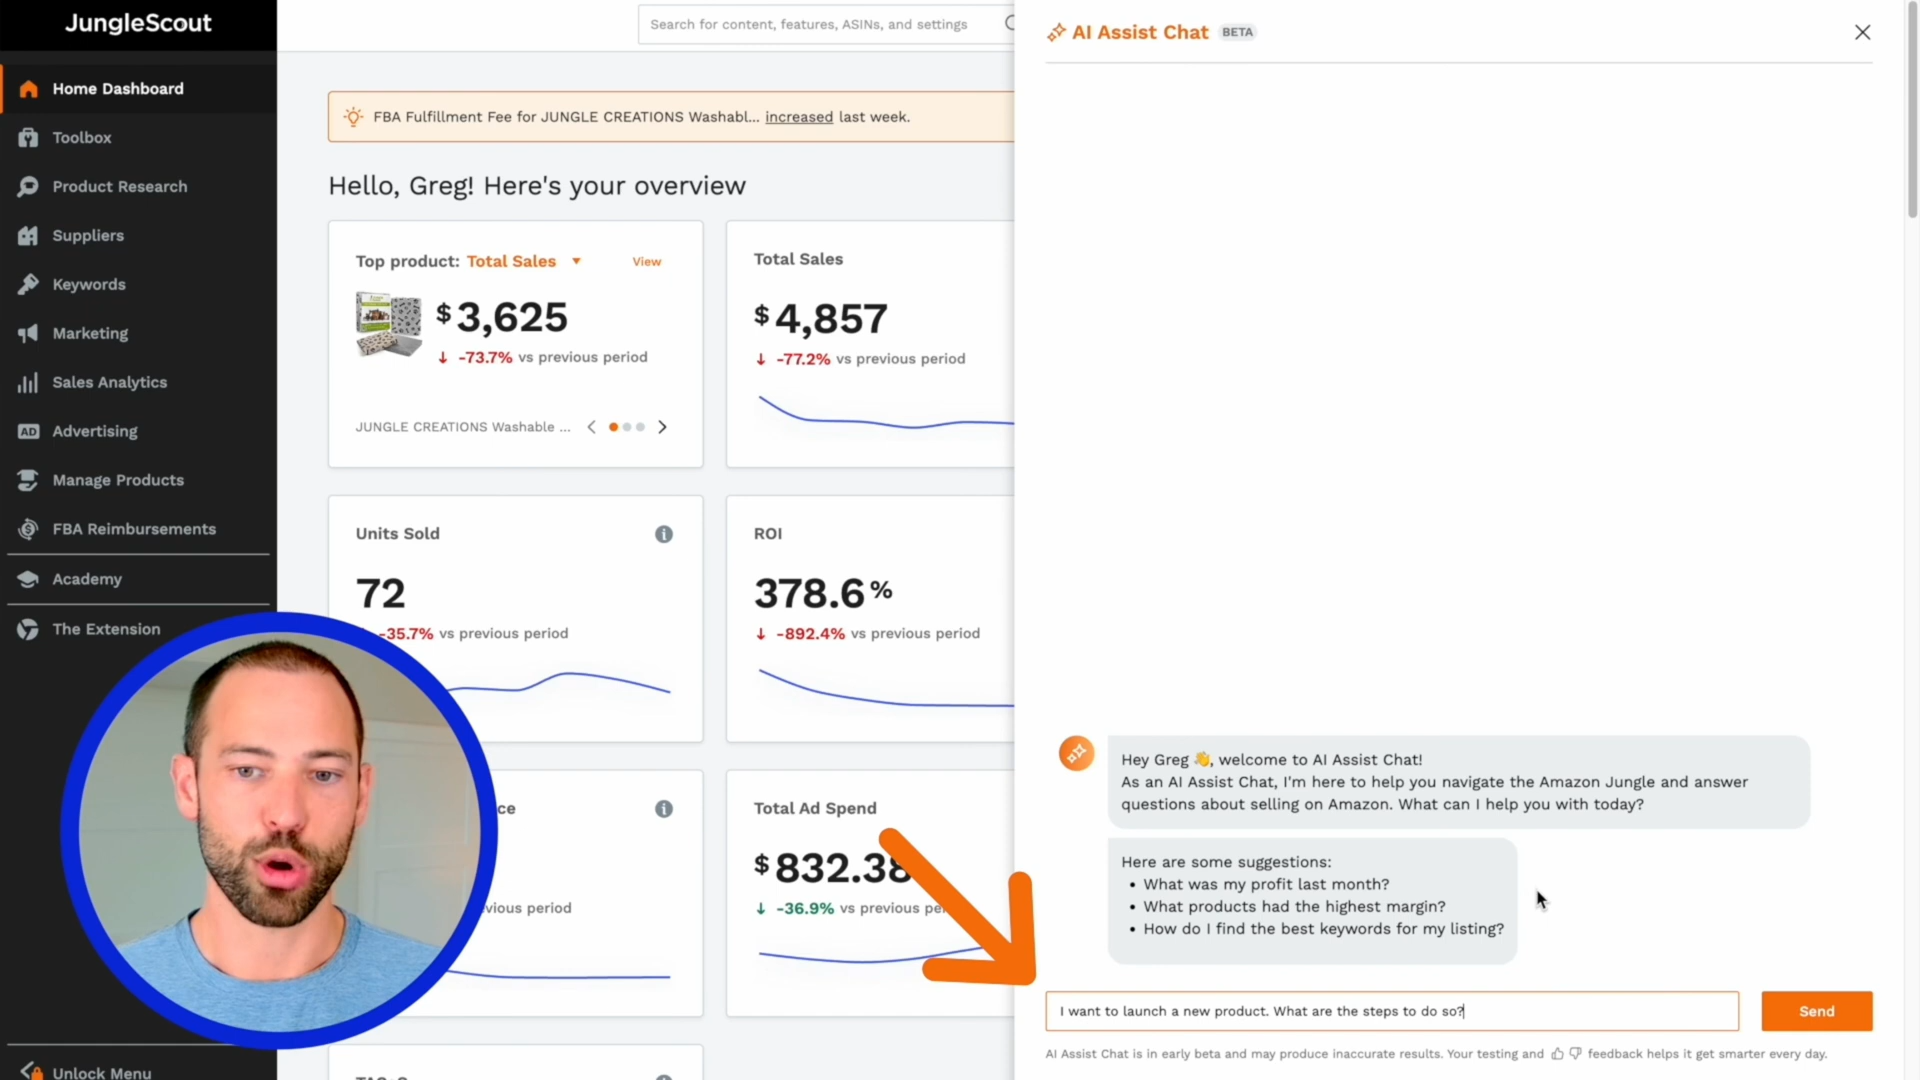 JungleScout
Home Dashboard
Toolbox
Product Research
Suppliers
Keywords
Marketing
Sales Analytics
AD Advertising
Manage Products
FBA Reimbursements
Academy
The Extension
Unlock Menu
Search for content, features, ASINs, and settings
FBA Fulfillment Fee for JUNGLE CREATIONS Washabl... increased last week.
Hello, Greg! Here's your overview
Top product: Total Sales
View
$3,625
-73.7% vs previous period
JUNGLE CREATIONS Washable ...
Total Sales
$4,857
-77.2% vs previous period
Units Sold
72
-35.7% vs previous period
ROI
378.6%
-892.4% vs previous period
ce
vious period
Total Ad Spend
$832.38
-36.9% vs previous pe
AI Assist Chat BETA
Hey Greg 👋, welcome to AI Assist Chat!
As an AI Assist Chat, I'm here to help you navigate the Amazon Jungle and answer
questions about selling on Amazon. What can I help you with today?
Here are some suggestions:
• What was my profit last month?
• What products had the highest margin?
• How do I find the best keywords for my listing?
I want to launch a new product. What are the steps to do so?
Send
AI Assist Chat is in early beta and may produce inaccurate results. Your testing and 👍 👎 feedback helps it get smarter every day.